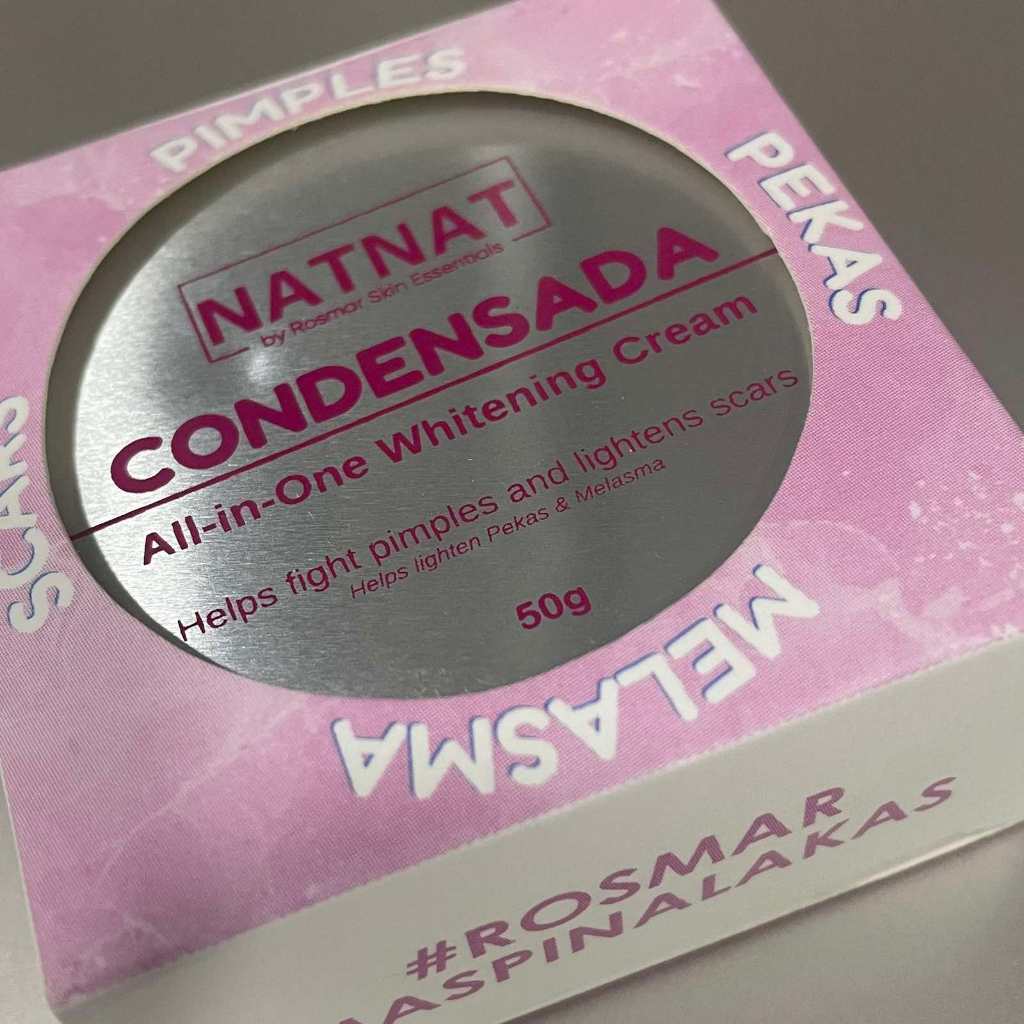 PIMPLES
PEKAS
NATNAT
by Rosmar Skin Essentials
CONDENSADA
All-in-One Whitening Cream
Helps fight pimples and lightens scars
Helps lighten Pekas & Melasma
50g
SCARS
MELASMA
#ROSMAR